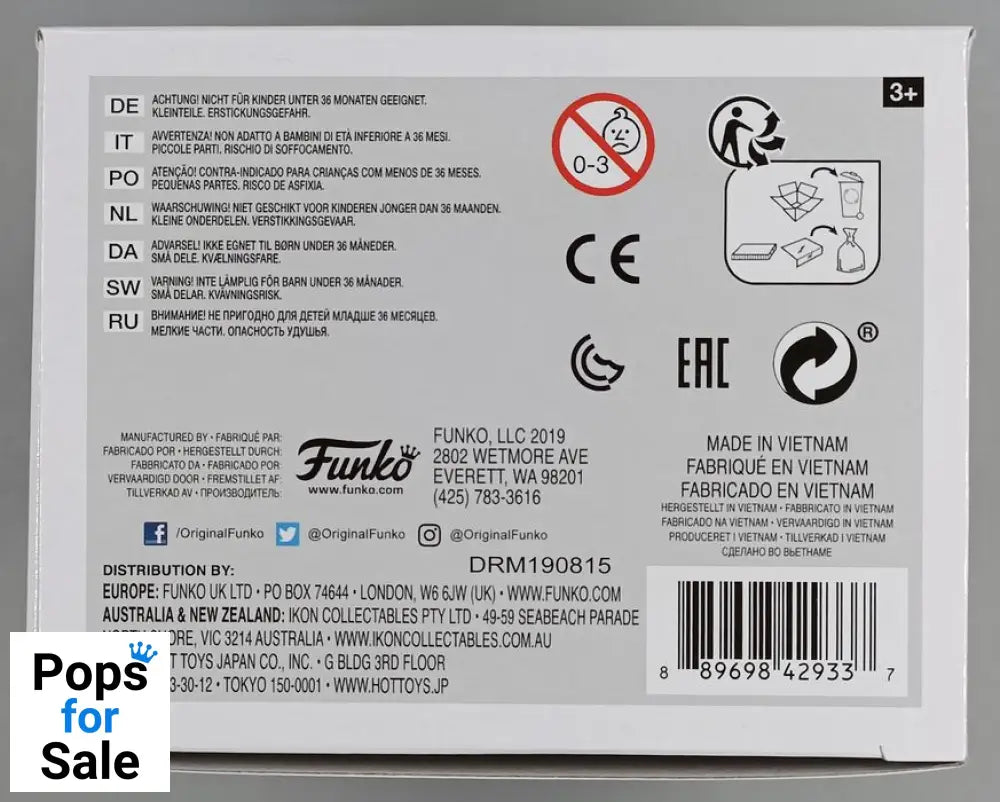 3+
DE ACHTUNG! NICHT FÜR KINDER UNTER 36 MONATEN GEEIGNET.
KLEINTEILE. ERSTICKUNGSGEFAHR.
IT AVVERTENZA! NON ADATTO A BAMBINI DI ETÀ INFERIORE A 36 MESI.
PICCOLE PARTI. RISCHIO DI SOFFOCAMENTO.
PO ATENÇÃO! CONTRA-INDICADO PARA CRIANÇAS COM MENOS DE 36 MESES.
PEQUENAS PARTES. RISCO DE ASFIXIA.
NL WAARSCHUWING! NIET GESCHIKT VOOR KINDEREN JONGER DAN 36 MAANDEN.
KLEINE ONDERDELEN. VERSTIKKINGSGEVAAR.
DA ADVARSEL! IKKE EGNET TIL BØRN UNDER 36 MÅNEDER.
SMÅ DELE. KVÆLNINGSFARE.
SW VARNING! INTE LÄMPLIG FÖR BARN UNDER 36 MÅNADER.
SMÅ DELAR. KVÄVNINGSRISK.
RU ВНИМАНИЕ! НЕ ПРИГОДНО ДЛЯ ДЕТЕЙ МЛАДШЕ 36 МЕСЯЦЕВ.
МЕЛКИЕ ЧАСТИ. ОПАСНОСТЬ УДУШЬЯ.
0-3
CE
EAC
®
MANUFACTURED BY • FABRIQUÉ PAR:
FABRICADO POR • HERGESTELLT DURCH:
FABBRICATO DA • FABRICADO POR:
VERVAARDIGD DOOR • FREMSTILLET AF:
TILLVERKAD AV • ПРОИЗВОДИТЕЛЬ:
Funko
www.funko.com
FUNKO, LLC 2019
2802 WETMORE AVE
EVERETT, WA 98201
(425) 783-3616
MADE IN VIETNAM
FABRIQUÉ EN VIETNAM
FABRICADO EN VIETNAM
HERGESTELLT IN VIETNAM • FABBRICATO IN VIETNAM
FABRICADO NA VIETNAM • VERVAARDIGD IN VIETNAM
PRODUCERET I VIETNAM • TILLVERKAD I VIETNAM
СДЕЛАНО ВО ВЬЕТНАМЕ
f /OriginalFunko @OriginalFunko @OriginalFunko
DRM190815
DISTRIBUTION BY:
EUROPE: FUNKO UK LTD • PO BOX 74644 • LONDON, W6 6JW (UK) • WWW.FUNKO.COM
AUSTRALIA & NEW ZEALAND: IKON COLLECTABLES PTY LTD • 49-59 SEABEACH PARADE
VIC 3214 AUSTRALIA • WWW.IKONCOLLECTABLES.COM.AU
TOYS JAPAN CO., INC. • G BLDG 3RD FLOOR
3-30-12 • TOKYO 150-0001 • WWW.HOTTOYS.JP
8 89698 42933 7
Pops
for
Sale